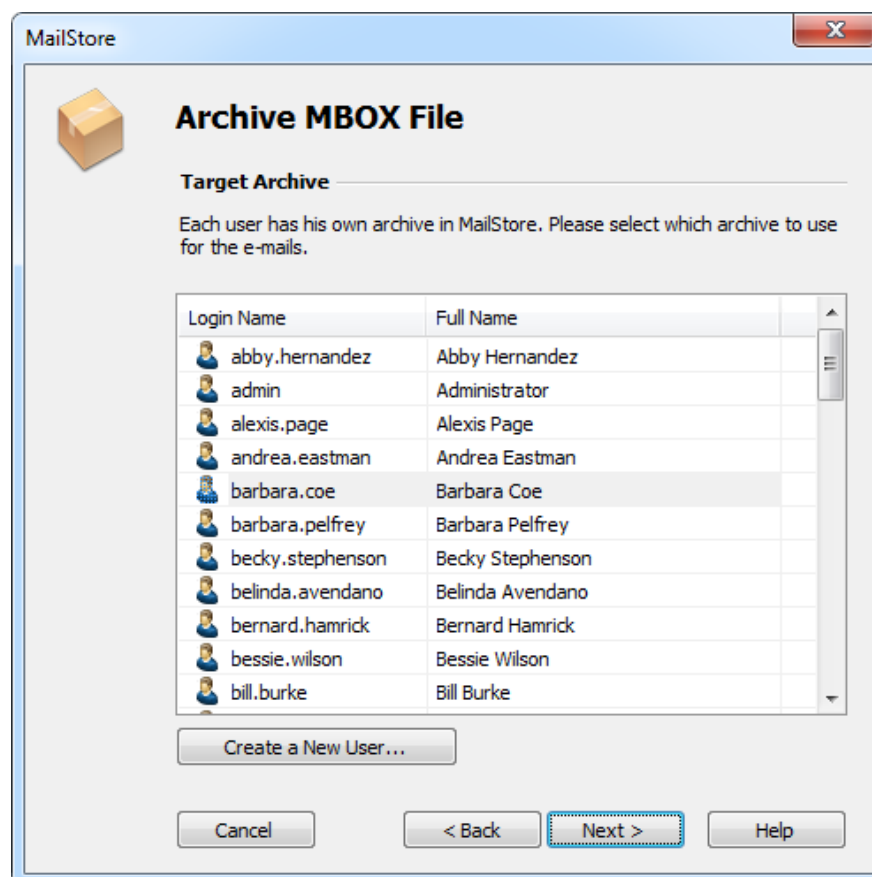 MailStore
Archive MBOX File
Target Archive
Each user has his own archive in MailStore. Please select which archive to use
for the e-mails.
Login Name Full Name
abby.hernandez Abby Hernandez
admin Administrator
alexis.page Alexis Page
andrea.eastman Andrea Eastman
barbara.coe Barbara Coe
barbara.pelfrey Barbara Pelfrey
becky.stephenson Becky Stephenson
belinda.avendano Belinda Avendano
bernard.hamrick Bernard Hamrick
bessie.wilson Bessie Wilson
bill.burke Bill Burke
Create a New User...
Cancel < Back Next > Help